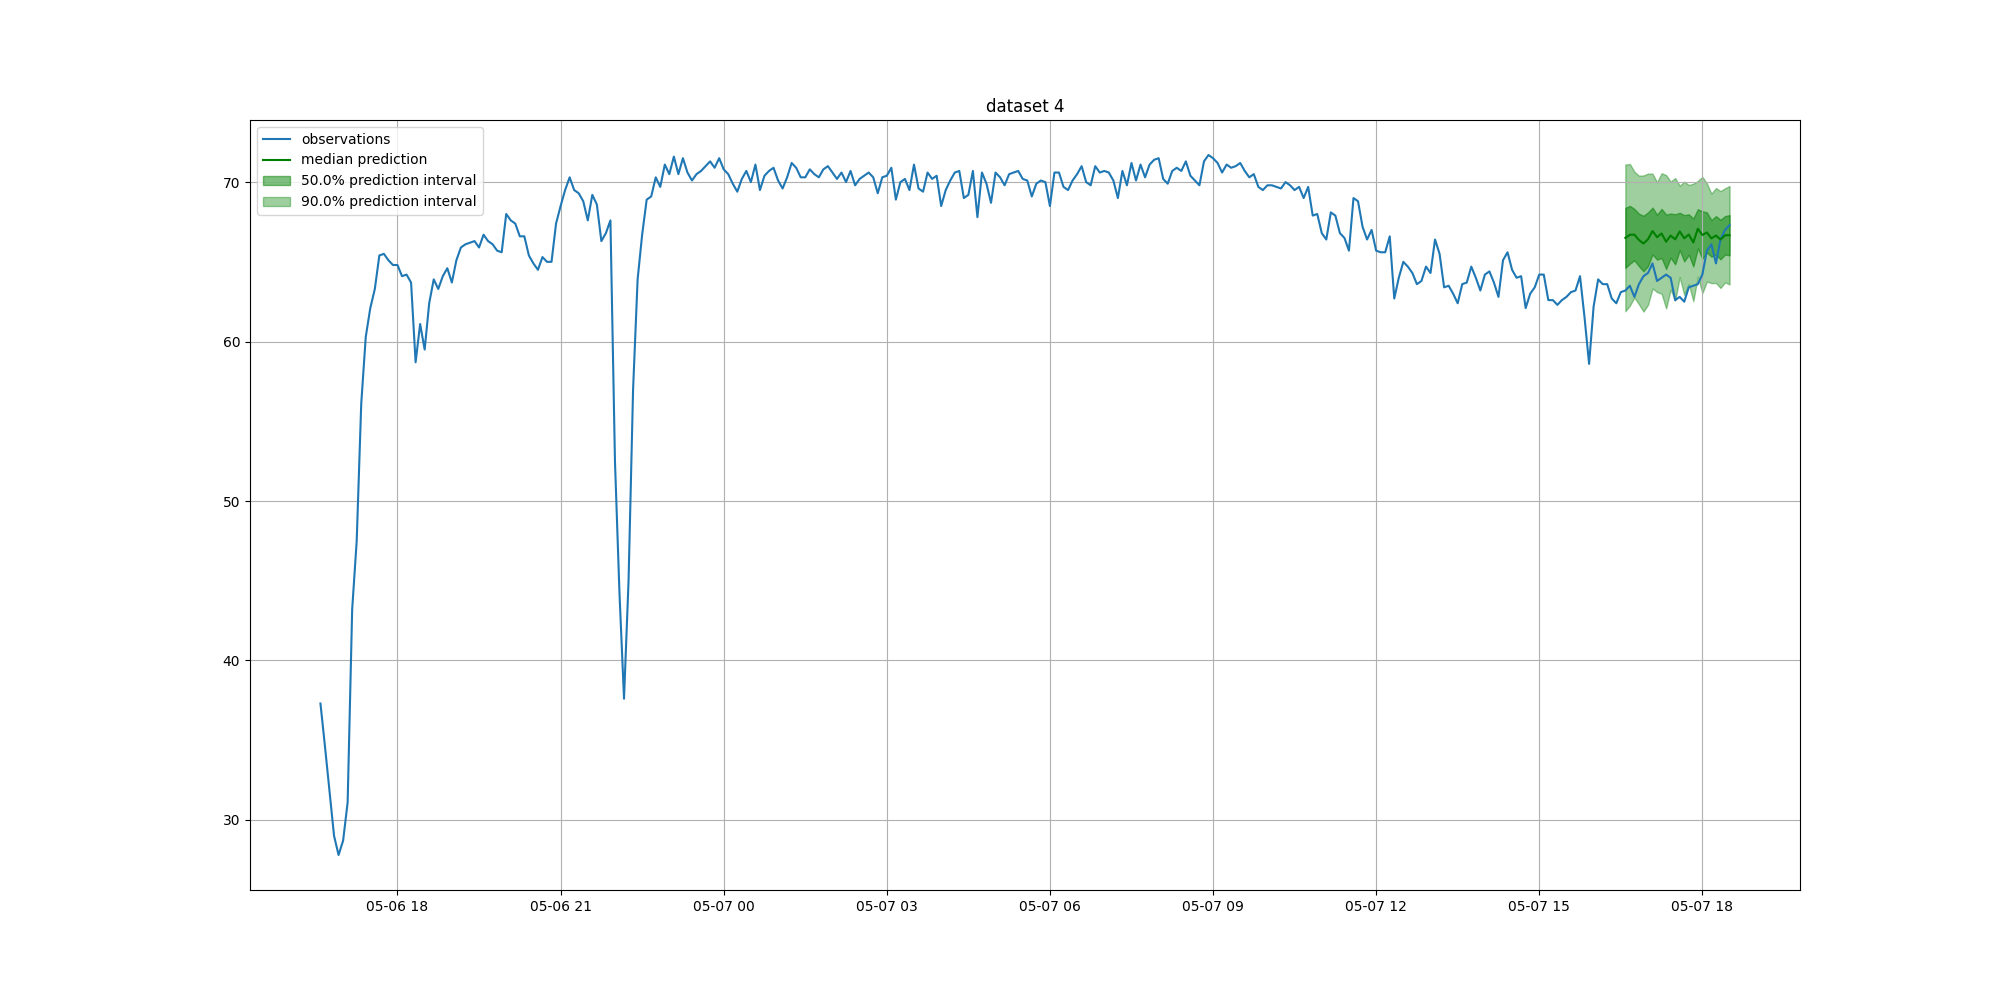 dataset 4
observations
median prediction
50.0% prediction interval
90.0% prediction interval
70
60
50
40
30
05-06 18
05-06 21
05-07 00
05-07 03
05-07 06
05-07 09
05-07 12
05-07 15
05-07 18